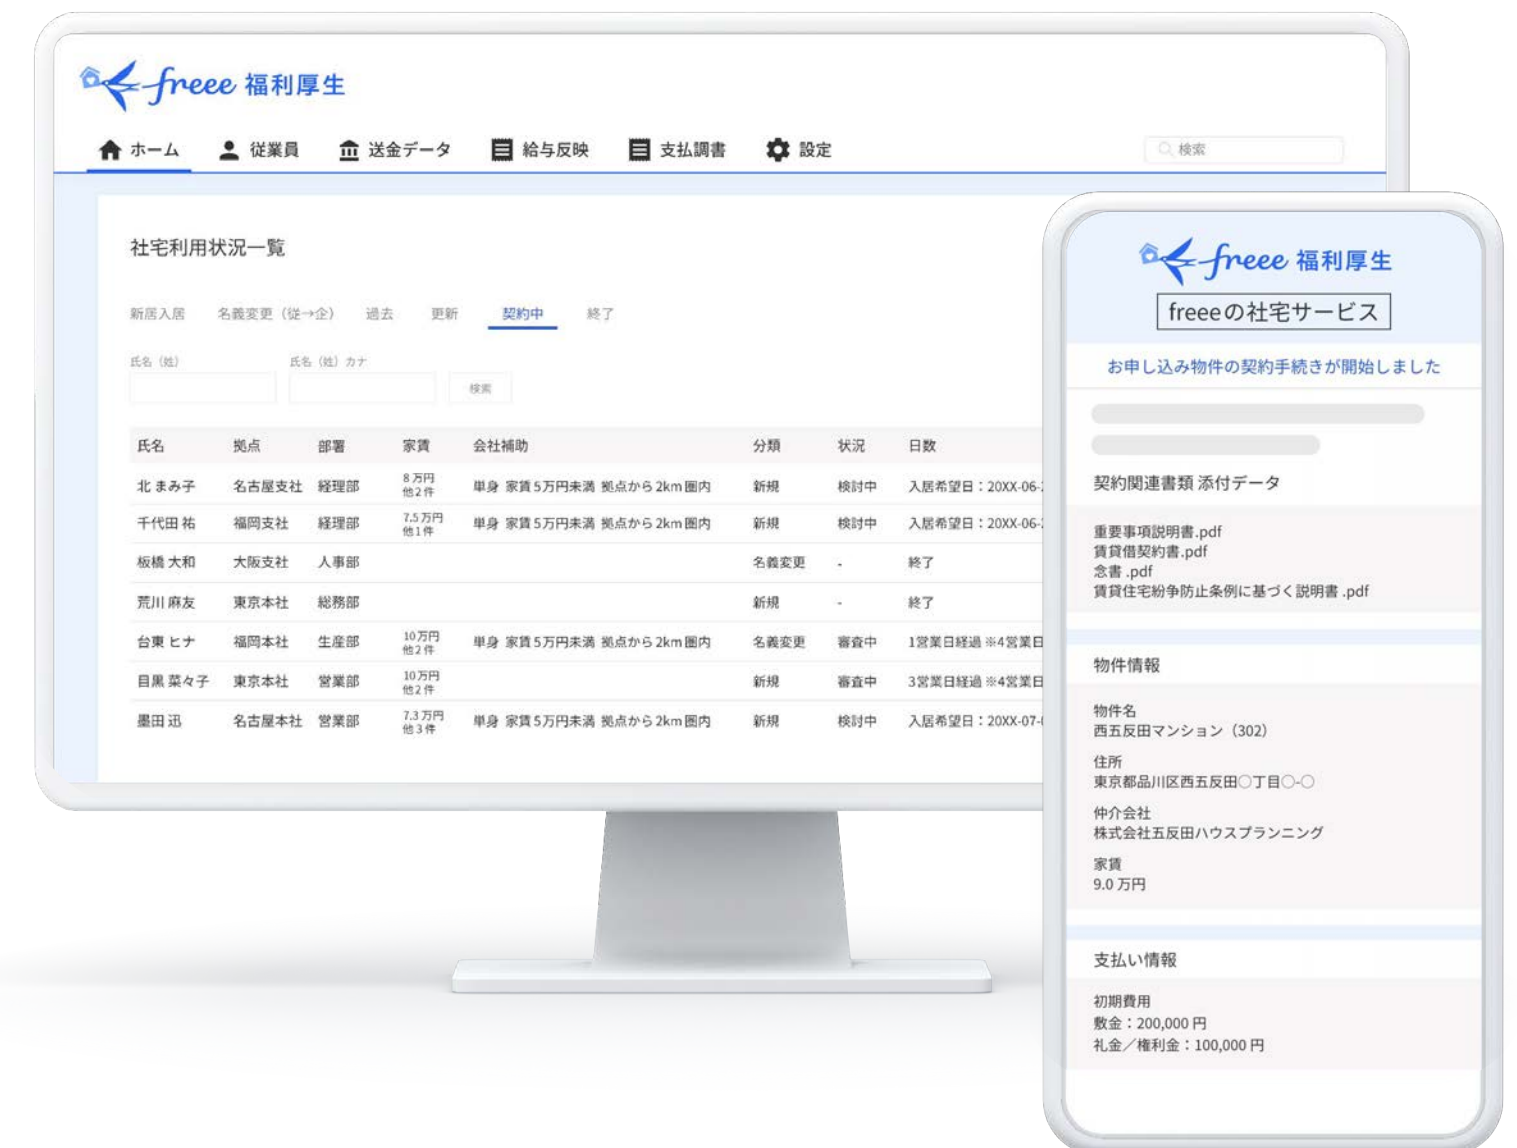 freee 福利厚生
ホーム 従業員 送金データ 給与反映 支払調書 設定 検索
社宅利用状況一覧
新居入居 名義変更（従→企） 過去 更新 契約中 終了
氏名（姓） 氏名（姓）カナ
検索
氏名 拠点 部署 家賃 会社補助 分類 状況 日数
北 まみ子 名古屋支社 経理部 8万円 他2件 単身 家賃5万円未満 拠点から2km圏内 新規 検討中 入居希望日：20XX-06-
千代田 祐 福岡支社 経理部 7.5万円 他1件 単身 家賃5万円未満 拠点から2km圏内 新規 検討中 入居希望日：20XX-06-
板橋 大和 大阪支社 人事部 名義変更 - 終了
荒川 麻友 東京本社 総務部 新規 - 終了
台東 ヒナ 福岡本社 生産部 10万円 他2件 単身 家賃5万円未満 拠点から2km圏内 名義変更 審査中 1営業日経過 ※4営業日
目黒 菜々子 東京本社 営業部 10万円 他2件 新規 審査中 3営業日経過 ※4営業日
墨田 迅 名古屋本社 営業部 7.3万円 他3件 単身 家賃5万円未満 拠点から2km圏内 新規 検討中 入居希望日：20XX-07-
freee 福利厚生
freeeの社宅サービス
お申し込み物件の契約手続きが開始しました
契約関連書類 添付データ
重要事項説明書.pdf
賃貸借契約書.pdf
念書 .pdf
賃貸住宅紛争防止条例に基づく説明書 .pdf
物件情報
物件名
西五反田マンション（302）
住所
東京都品川区西五反田○丁目○-○
仲介会社
株式会社五反田ハウスプランニング
家賃
9.0 万円
支払い情報
初期費用
敷金：200,000 円
礼金／権利金：100,000 円